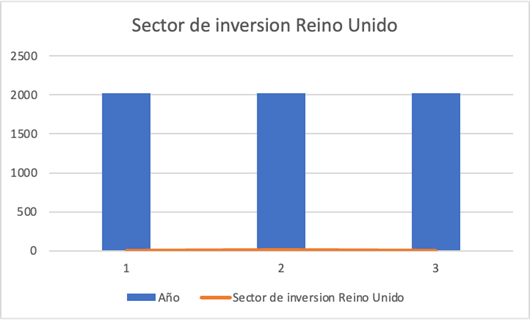 Sector de inversion Reino Unido
2500
2000
1500
1000
500
0
1 2 3
Año Sector de inversion Reino Unido